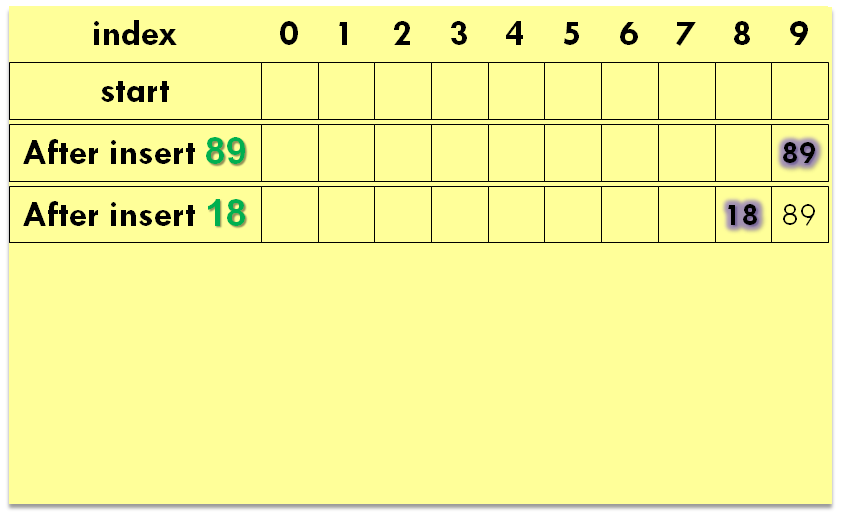 index 0 1 2 3 4 5 6 7 8 9
start
After insert 89 89
After insert 18 18 89